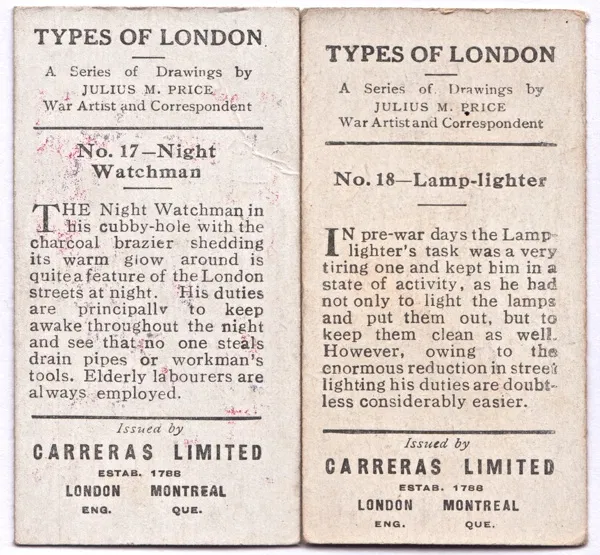 TYPES OF LONDON
A Series of Drawings by
JULIUS M. PRICE
War Artist and Correspondent
No. 17—Night
Watchman
THE Night Watchman in
his cubby-hole with the
charcoal brazier shedding
its warm glow around is
quite a feature of the London
streets at night. His duties
are principally to keep
awake throughout the night
and see that no one steals
drain pipes or workman's
tools. Elderly labourers are
always employed.
Issued by
CARRERAS LIMITED
ESTAB. 1788
LONDON MONTREAL
ENG. QUE.
TYPES OF LONDON
A Series of Drawings by
JULIUS M. PRICE
War Artist and Correspondent
No. 18—Lamp-lighter
IN pre-war days the Lamp-
lighter's task was a very
tiring one and kept him in a
state of activity, as he had
not only to light the lamps
and put them out, but to
keep them clean as well.
However, owing to the
enormous reduction in street
lighting his duties are doubt-
less considerably easier.
Issued by
CARRERAS LIMITED
ESTAB. 1788
LONDON MONTREAL
ENG. QUE.